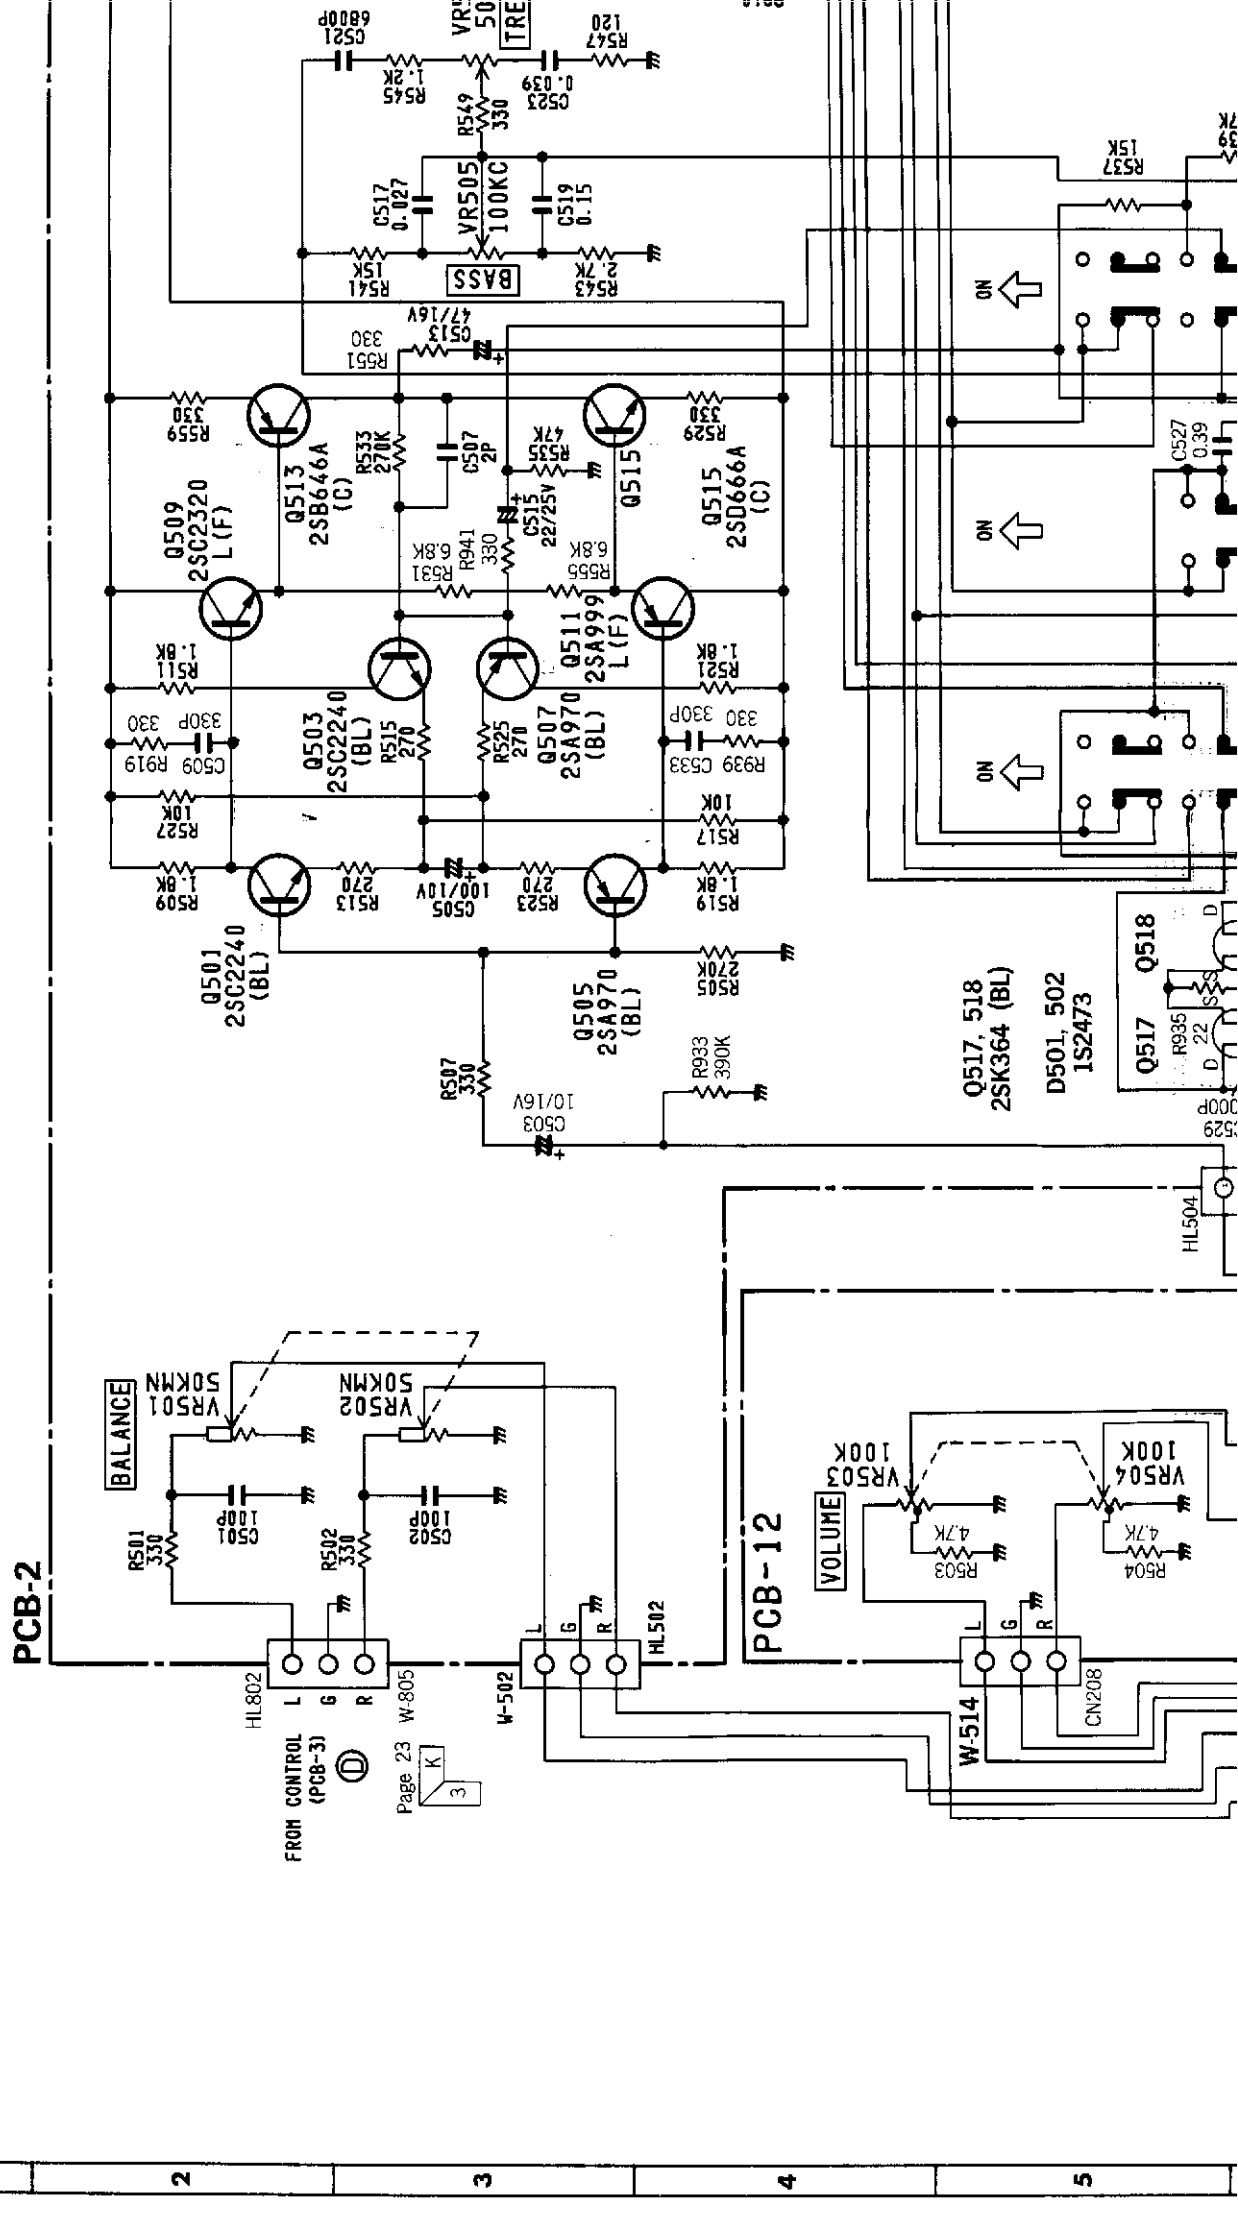 C521
6800P
R545
1.2K
VR5
50
TRE
C523
0.039
R547
120
R549
330
C517
0.027
VR505
100KC
C519
0.15
R541
15K
BASS
R543
2.7K
R537
15K
R551
330
C513
47/16V
ON
R559
330
Q513
2SB646A
(C)
R533
270K
C507
2P
R535
47K
Q515
R529
330
Q515
2SD666A
(C)
C527
0.39
Q509
2SC2320
L(F)
R531
6.8K
R941
330
C515
22/25V
R555
6.8K
ON
R511
1.8K
Q503
2SC2240
(BL)
Q511
2SA999
L(F)
R521
1.8K
R919
330
C509
330P
R515
270
R525
270
Q507
2SA970
(BL)
C533
330P
R939
330
ON
R527
10K
R517
10K
R509
1.8K
R513
270
C505
100/10V
R523
270
R519
1.8K
Q501
2SC2240
(BL)
Q505
2SA970
(BL)
R505
270K
Q517, 518
2SK364 (BL)
D501, 502
1S2473
Q518
Q517
D
S
S
D
R935
22
R507
330
C503
10/16V
R933
390K
C529
000P
HL504
PCB-2
BALANCE
VR501
50KMN
VR502
50KMN
R501
330
C501
100P
R502
330
C502
100P
PCB-12
VOLUME
VR503
100K
VR504
100K
R503
4.7K
R504
4.7K
HL802
L
G
R
W-805
W-502
L
G
R
HL502
L
G
R
W-514
CN208
FROM CONTROL
(PCB-3)
D
Page 23
K
3
2
3
4
5